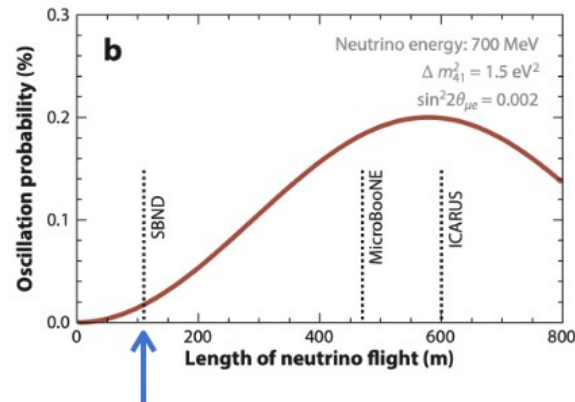 b
Neutrino energy: 700 MeV
Δ m²₄₁ = 1.5 eV²
sin²2θμe = 0.002
Oscillation probability (%)
0.3
0.2
0.1
0.0
SBND
MicroBooNE
ICARUS
0 200 400 600 800
Length of neutrino flight (m)